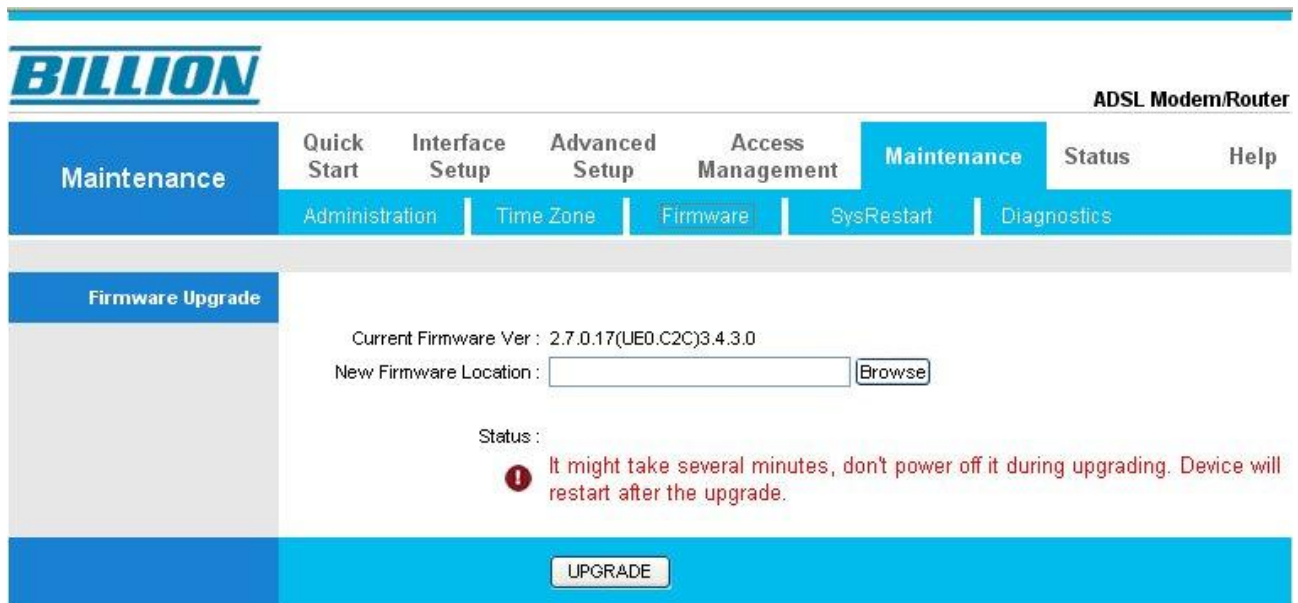 BILLION
ADSL Modem/Router
Maintenance
Quick Start
Interface Setup
Advanced Setup
Access Management
Maintenance
Status
Help
Administration
Time Zone
Firmware
SysRestart
Diagnostics
Firmware Upgrade
Current Firmware Ver : 2.7.0.17(UE0.C2C)3.4.3.0
New Firmware Location : Browse
Status :
It might take several minutes, don't power off it during upgrading. Device will
restart after the upgrade.
UPGRADE